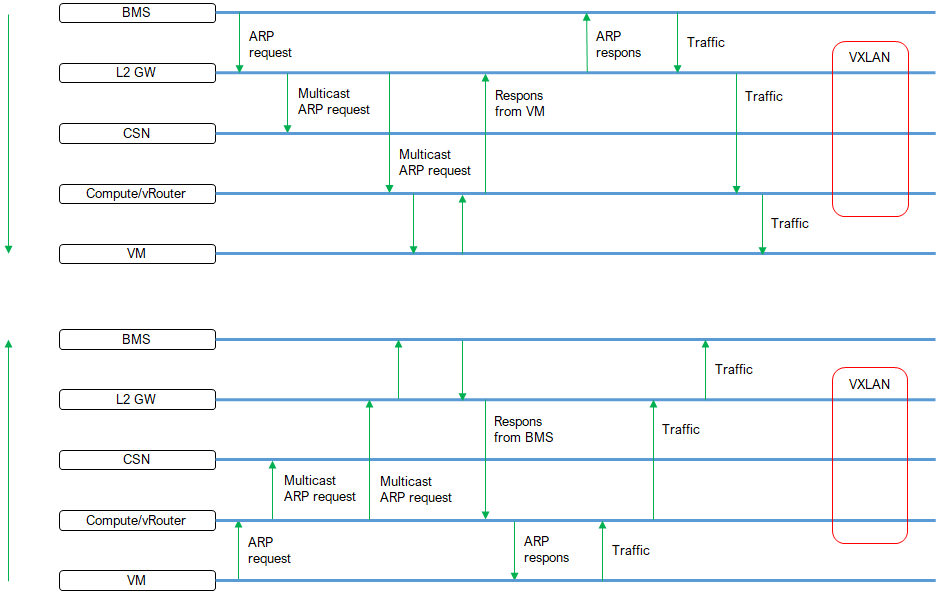 BMS
ARP
request
ARP
respons
Traffic
VXLAN
L2 GW
Multicast
ARP request
Respons
from VM
Traffic
CSN
Multicast
ARP request
Compute/vRouter
Traffic
VM
BMS
Traffic
VXLAN
L2 GW
Respons
from BMS
Traffic
CSN
Multicast
ARP request
Multicast
ARP request
Compute/vRouter
ARP
request
ARP
respons
Traffic
VM